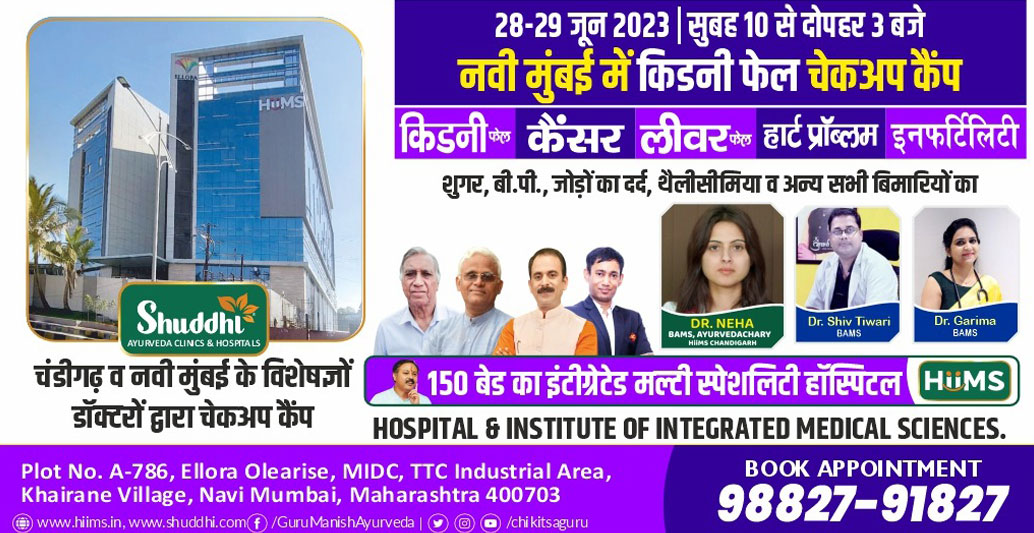 28-29 जून 2023 | सुबह 10 से दोपहर 3 बजे
नवी मुंबई में किडनी फेल चेकअप कैंप
किडनी फेल कैंसर लीवर फेल हार्ट प्रॉब्लम इनफर्टिलिटी
शुगर, बी.पी., जोड़ों का दर्द, थैलीसीमिया व अन्य सभी बिमारियों का
ELLORA
HiiMS
Shuddhi
AYURVEDA CLINICS & HOSPITALS
चंडीगढ़ व नवी मुंबई के विशेषज्ञों
डॉक्टरों द्वारा चेकअप कैंप
DR. NEHA
BAMS, AYURVEDACHARY
HiiMS CHANDIGARH
Dr. Shiv Tiwari
BAMS
Dr. Garima
BAMS
150 बेड का इंटीग्रेटेड मल्टी स्पेशलिटी हॉस्पिटल
HiiMS
HOSPITAL & INSTITUTE OF INTEGRATED MEDICAL SCIENCES.
Plot No. A-786, Ellora Olearise, MIDC, TTC Industrial Area,
Khairane Village, Navi Mumbai, Maharashtra 400703
www.hiims.in, www.shuddhi.com /GuruManishAyurveda | /chikitsaguru
BOOK APPOINTMENT
98827-91827